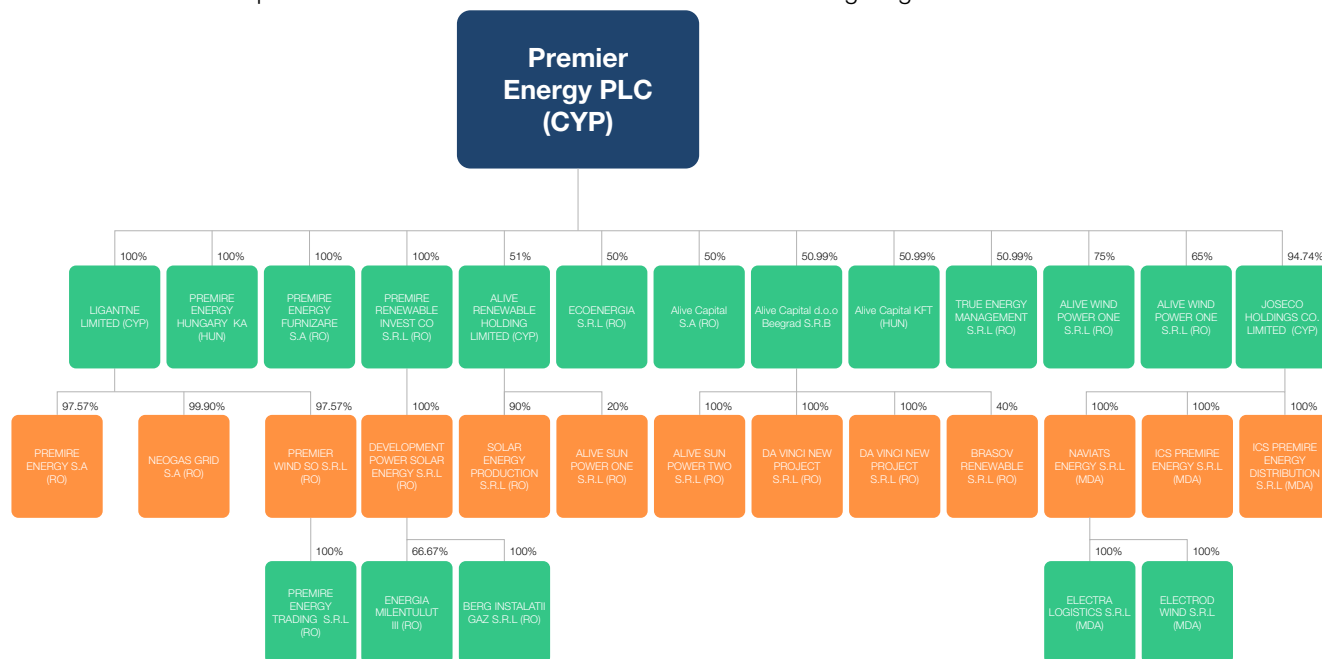 Premier
Energy PLC
(CYP)
100%
100%
100%
100%
51%
50%
50%
50.99%
50.99%
50.99%
75%
65%
94.74%
LIGANTNE
LIMITED (CYP)
PREMIRE
ENERGY
HUNGARY KA
(HUN)
PREMIRE
ENERGY
FURNIZARE
S.A (RO)
PREMIRE
RENEWABLE
INVEST CO
S.R.L (RO)
ALIVE
RENEWABLE
HOLDING
LIMITED (CYP)
ECOENERGIA
S.R.L (RO)
Alive Capital
S.A (RO)
Alive Capital d.o.o
Beegrad S.R.B
Alive Capital KFT
(HUN)
TRUE ENERGY
MANAGEMENT
S.R.L (RO)
ALIVE WIND
POWER ONE
S.R.L (RO)
ALIVE WIND
POWER ONE
S.R.L (RO)
JOSECO
HOLDINGS CO.
LIMITED (CYP)
97.57%
99.90%
97.57%
100%
90%
20%
100%
100%
100%
40%
100%
100%
100%
PREMIRE
ENERGY S.A
(RO)
NEOGAS GRID
S.A (RO)
PREMIER
WIND SO S.R.L
(RO)
DEVELOPMENT
POWER SOLAR
ENERGY S.R.L
(RO)
SOLAR
ENERGY
PRODUCTION
S.R.L (RO)
ALIVE SUN
POWER ONE
S.R.L (RO)
ALIVE SUN
POWER TWO
S.R.L (RO)
DA VINCI NEW
PROJECT
S.R.L (RO)
DA VINCI NEW
PROJECT
S.R.L (RO)
BRASOV
RENEWABLE
S.R.L (RO)
NAVIATS
ENERGY S.R.L
(MDA)
ICS PREMIRE
ENERGY S.R.L
(MDA)
ICS PREMIRE
ENERGY
DISTRIBUTION
S.R.L (MDA)
100%
66.67%
100%
100%
100%
PREMIRE
ENERGY
TRADING S.R.L
(RO)
ENERGIA
MILENTULUT
III (RO)
BERG INSTALATII
GAZ S.R.L (RO)
ELECTRA
LOGISTICS S.R.L
(MDA)
ELECTROD
WIND S.R.L
(MDA)